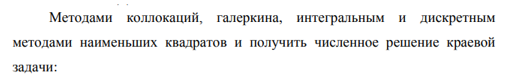 Методами коллокаций, галеркина, интегральным и дискретным
методами наименьших квадратов и получить численное решение краевой
задачи: